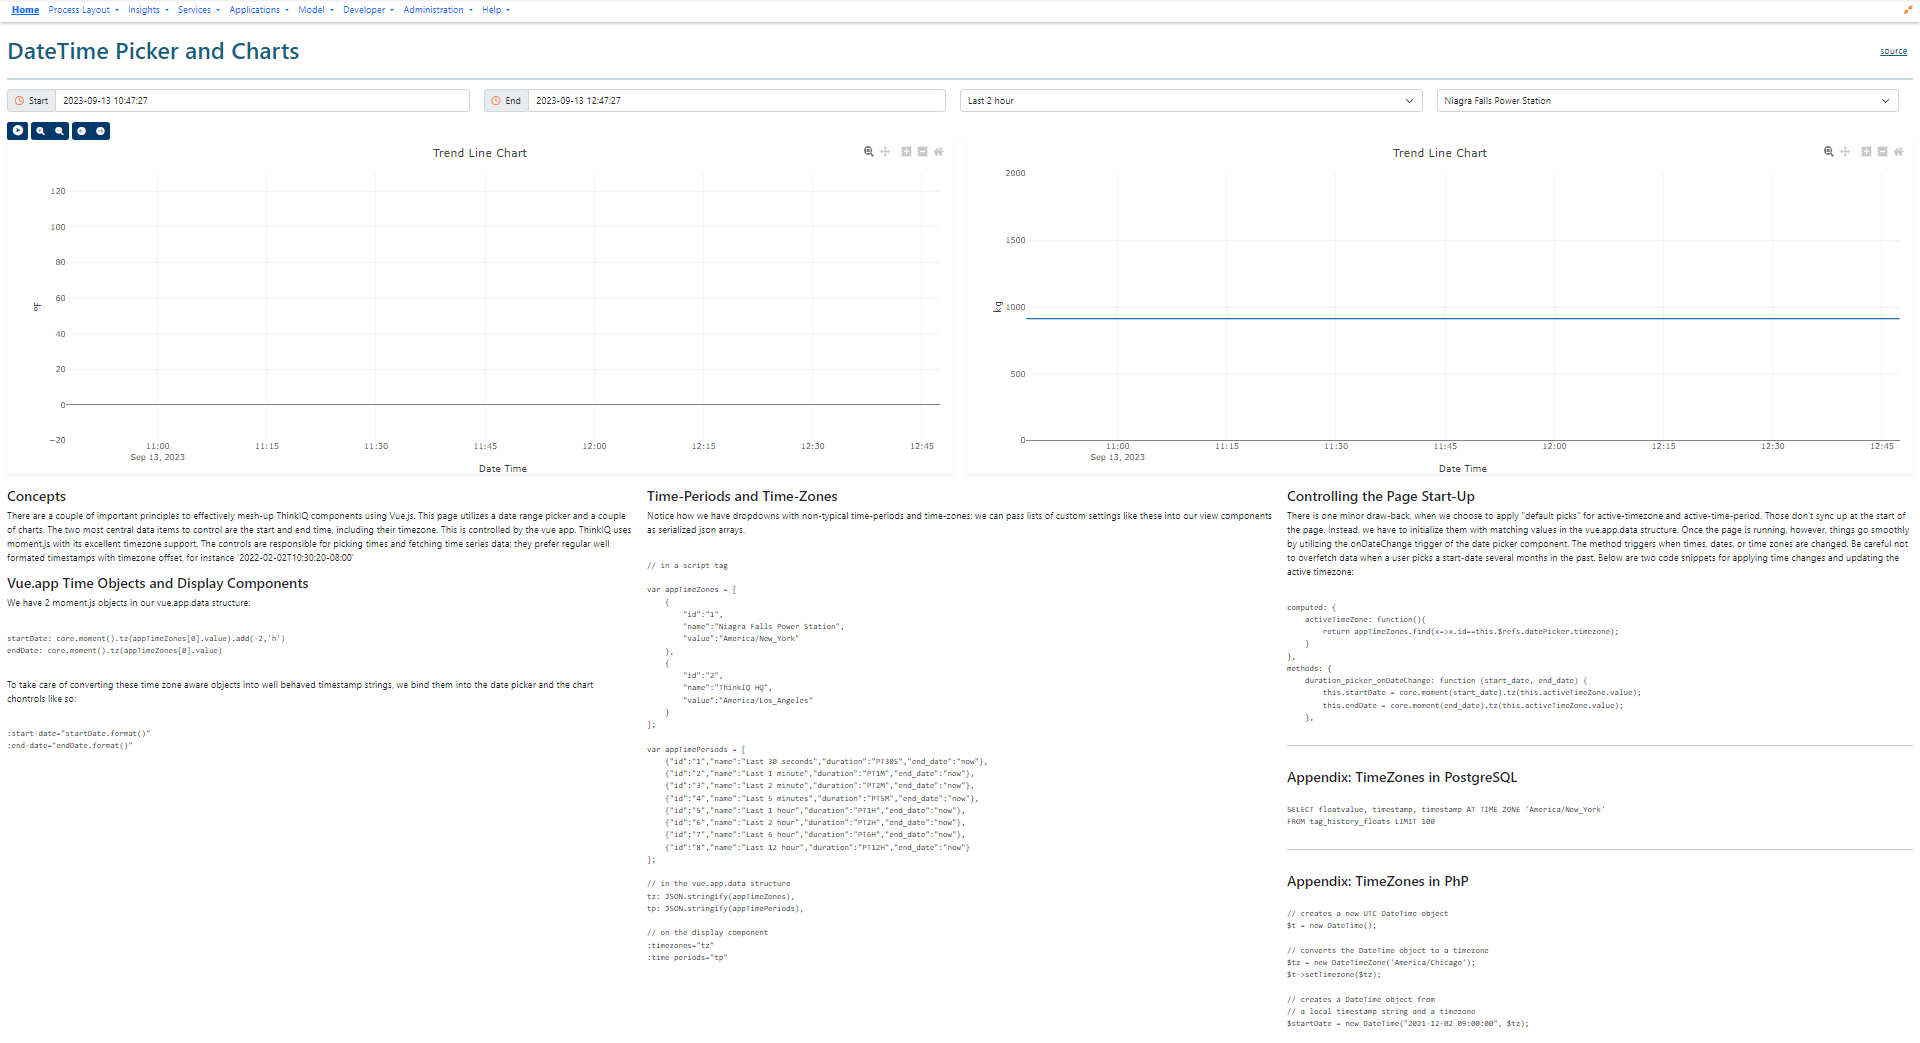 Home Process Layout Insights Services Applications Model Developer Administration Help
DateTime Picker and Charts
source
Start 2023-09-13 10:47:27
End 2023-09-13 12:47:27
Last 2 hour
Niagra Falls Power Station
Trend Line Chart
120
100
80
60
40
20
0
−20
°F
11:00 11:15 11:30 11:45 12:00 12:15 12:30 12:45
Sep 13, 2023
Date Time
Trend Line Chart
2000
1500
1000
500
0
kg
11:00 11:15 11:30 11:45 12:00 12:15 12:30 12:45
Sep 13, 2023
Date Time
Concepts
There are a couple of important principles to effectively mesh-up ThinkIQ components using Vue.js. This page utilizes a date range picker and a couple
of charts. The two most central data items to control are the start and end time, including their timezone. This is controlled by the vue app. ThinkIQ uses
moment.js with its excellent timezone support. The controls are responsible for picking times and fetching time series data; they prefer regular well
formated timestamps with timezone offset, for instance '2022-02-02T10:30:20-08:00'
Vue.app Time Objects and Display Components
We have 2 moment.js objects in our vue.app.data structure:
startDate: core.moment().tz(appTimeZones[0].value).add(-2,'h')
endDate: core.moment().tz(appTimeZones[0].value)
To take care of converting these time zone aware objects into well behaved timestamp strings, we bind them into the date picker and the chart
chontrols like so:
:start-date="startDate.format()"
:end-date="endDate.format()"
Time-Periods and Time-Zones
Notice how we have dropdowns with non-typical time-periods and time-zones: we can pass lists of custom settings like these into our view components
as serialized json arrays.
// in a script tag
var appTimeZones = [
{
"id":"1",
"name":"Niagra Falls Power Station",
"value":"America/New_York"
},
{
"id":"2",
"name":"ThinkIQ HQ",
"value":"America/Los_Angeles"
}
];
var appTimePeriods = [
{"id":"1","name":"Last 30 seconds","duration":"PT30S","end_date":"now"},
{"id":"2","name":"Last 1 minute","duration":"PT1M","end_date":"now"},
{"id":"3","name":"Last 2 minute","duration":"PT2M","end_date":"now"},
{"id":"4","name":"Last 5 minutes","duration":"PT5M","end_date":"now"},
{"id":"5","name":"Last 1 hour","duration":"PT1H","end_date":"now"},
{"id":"6","name":"Last 2 hour","duration":"PT2H","end_date":"now"},
{"id":"7","name":"Last 6 hour","duration":"PT6H","end_date":"now"},
{"id":"8","name":"Last 12 hour","duration":"PT12H","end_date":"now"}
];
// in the vue.app.data structure
tz: JSON.stringify(appTimeZones),
tp: JSON.stringify(appTimePeriods),
// on the display component
:timezones="tz"
:time-periods="tp"
Controlling the Page Start-Up
There is one minor draw-back, when we choose to apply "default picks" for active-timezone and active-time-period. Those don't sync up at the start of
the page. Instead, we have to initialize them with matching values in the vue.app.data structure. Once the page is running, however, things go smoothly
by utilizing the onDateChange trigger of the date picker component. The method triggers when times, dates, or time zones are changed. Be careful not
to overfetch data when a user picks a start-date several months in the past. Below are two code snippets for applying time changes and updating the
active timezone:
computed: {
activeTimeZone: function(){
return appTimeZones.find(x=>x.id==this.$refs.datePicker.timezone);
}
},
methods: {
duration_picker_onDateChange: function (start_date, end_date) {
this.startDate = core.moment(start_date).tz(this.activeTimeZone.value);
this.endDate = core.moment(end_date).tz(this.activeTimeZone.value);
},
Appendix: TimeZones in PostgreSQL
SELECT floatvalue, timestamp, timestamp AT TIME ZONE 'America/New_York'
FROM tag_history_floats LIMIT 100
Appendix: TimeZones in PhP
// creates a new UTC DateTime object
$t = new DateTime();
// converts the DateTime object to a timezone
$tz = new DateTimeZone('America/Chicago');
$t->setTimezone($tz);
// creates a DateTime object from
// a local timestamp string and a timezone
$startDate = new DateTime("2021-12-02 09:00:00", $tz);